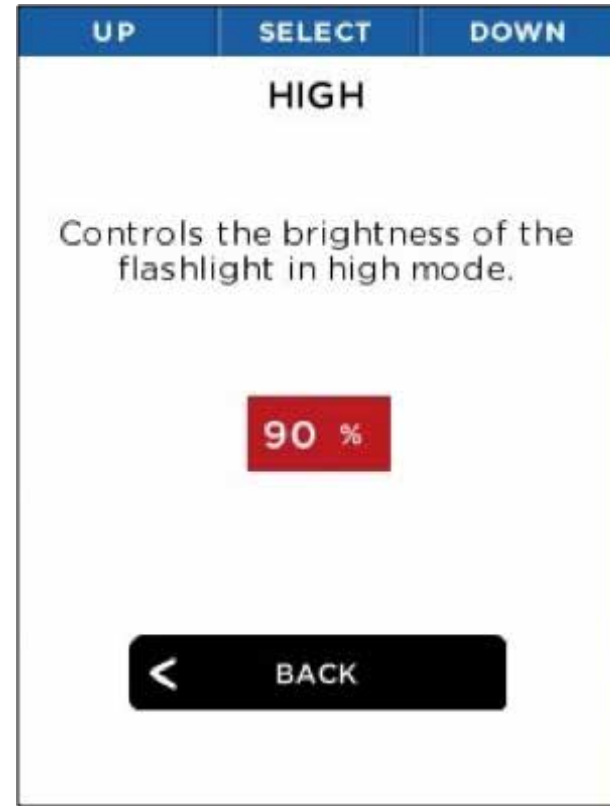 UP SELECT DOWN
HIGH
Controls the brightness of the
flashlight in high mode.
90 %
< BACK